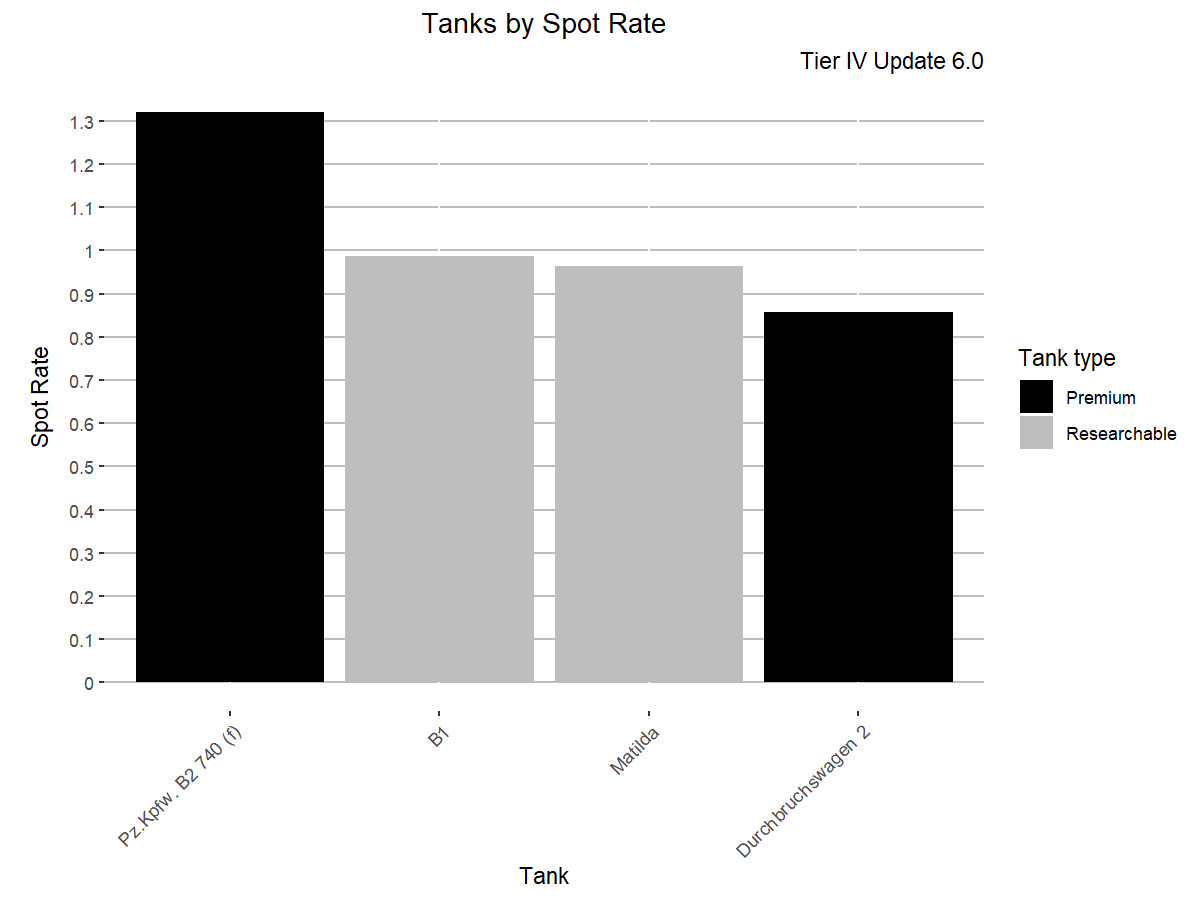 Tanks by Spot Rate
Tier IV Update 6.0
Spot Rate
1.3
1.2
1.1
1
0.9
0.8
0.7
0.6
0.5
0.4
0.3
0.2
0.1
0
Pz.Kpfw. B2 740 (f)
B1
Matilda
Durchbruchswagen 2
Tank
Tank type
Premium
Researchable